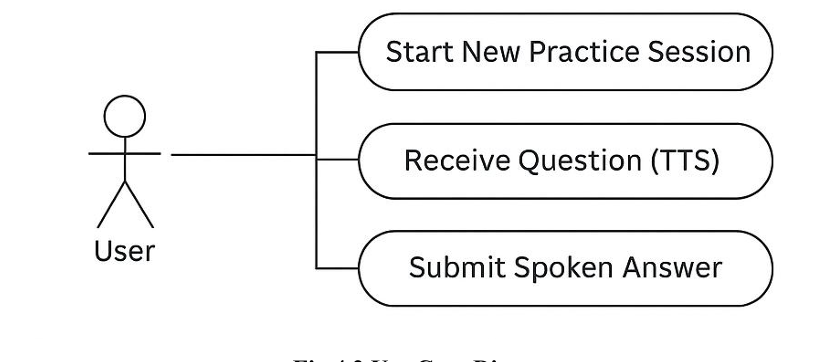 Start New Practice Session
Receive Question (TTS)
User
Submit Spoken Answer